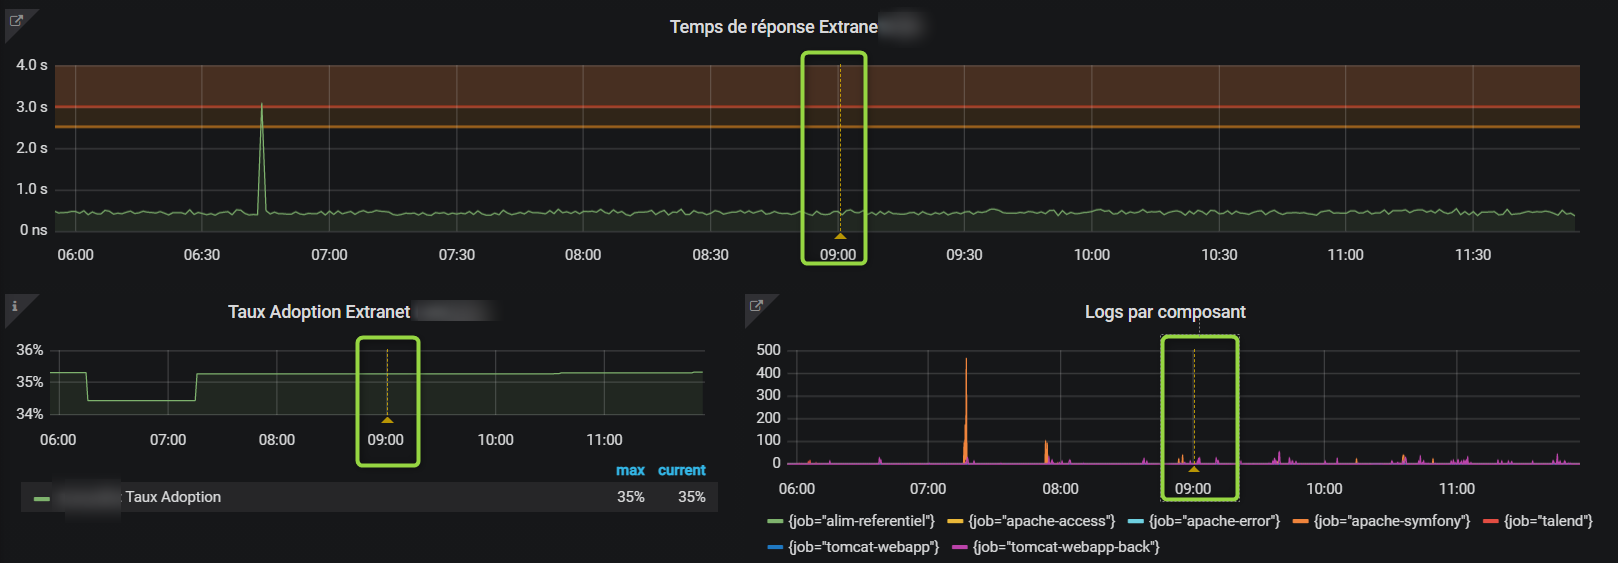 Temps de réponse Extrane
4.0 s
3.0 s
2.0 s
1.0 s
0 ns
06:00 06:30 07:00 07:30 08:00 08:30 09:00 09:30 10:00 10:30 11:00 11:30
i
Taux Adoption Extranet
36%
35%
34%
06:00 07:00 08:00 09:00 10:00 11:00
max current
Taux Adoption 35% 35%
Logs par composant
500
400
300
200
100
0
06:00 07:00 08:00 09:00 10:00 11:00
{job="alim-referentiel"} {job="apache-access"} {job="apache-error"} {job="apache-symfony"} {job="talend"}
{job="tomcat-webapp"} {job="tomcat-webapp-back"}